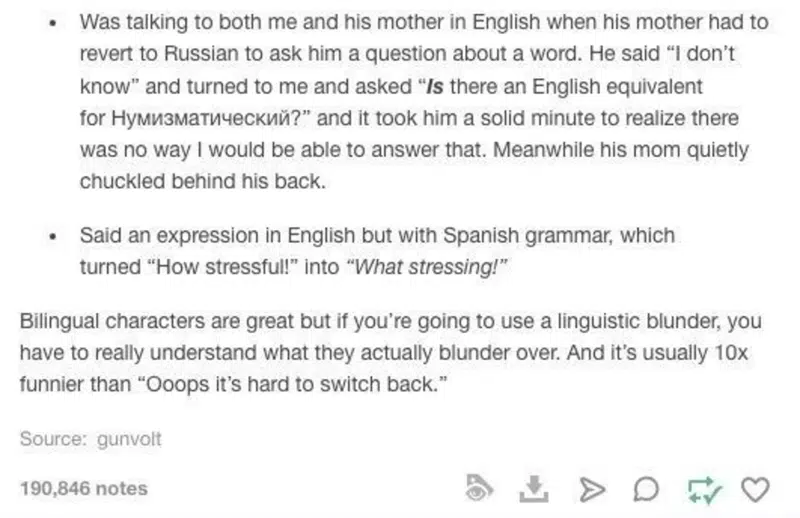 • Was talking to both me and his mother in English when his mother had to
revert to Russian to ask him a question about a word. He said “I don’t
know” and turned to me and asked “Is there an English equivalent
for Нумизматический?” and it took him a solid minute to realize there
was no way I would be able to answer that. Meanwhile his mom quietly
chuckled behind his back.
• Said an expression in English but with Spanish grammar, which
turned “How stressful!” into “What stressing!”
Bilingual characters are great but if you’re going to use a linguistic blunder, you
have to really understand what they actually blunder over. And it’s usually 10x
funnier than “Ooops it’s hard to switch back.”
Source: gunvolt
190,846 notes